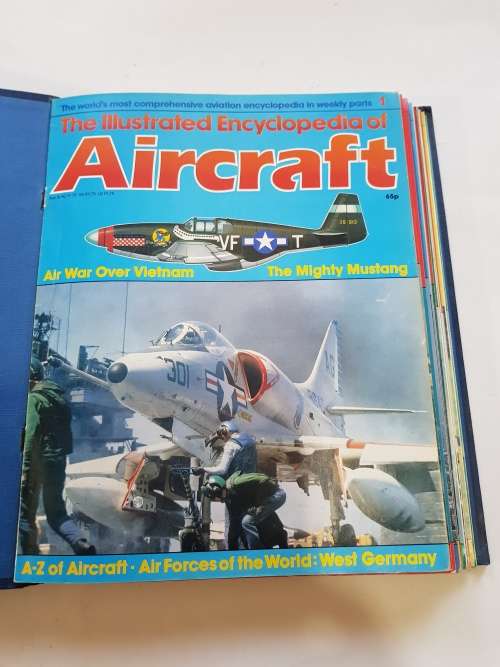 The world's most comprehensive aviation encyclopedia in weekly parts 1
The Illustrated Encyclopedia of
Aircraft
65p
VF T
Air War Over Vietnam The Mighty Mustang
301
A-Z of Aircraft · Air Forces of the World: West Germany